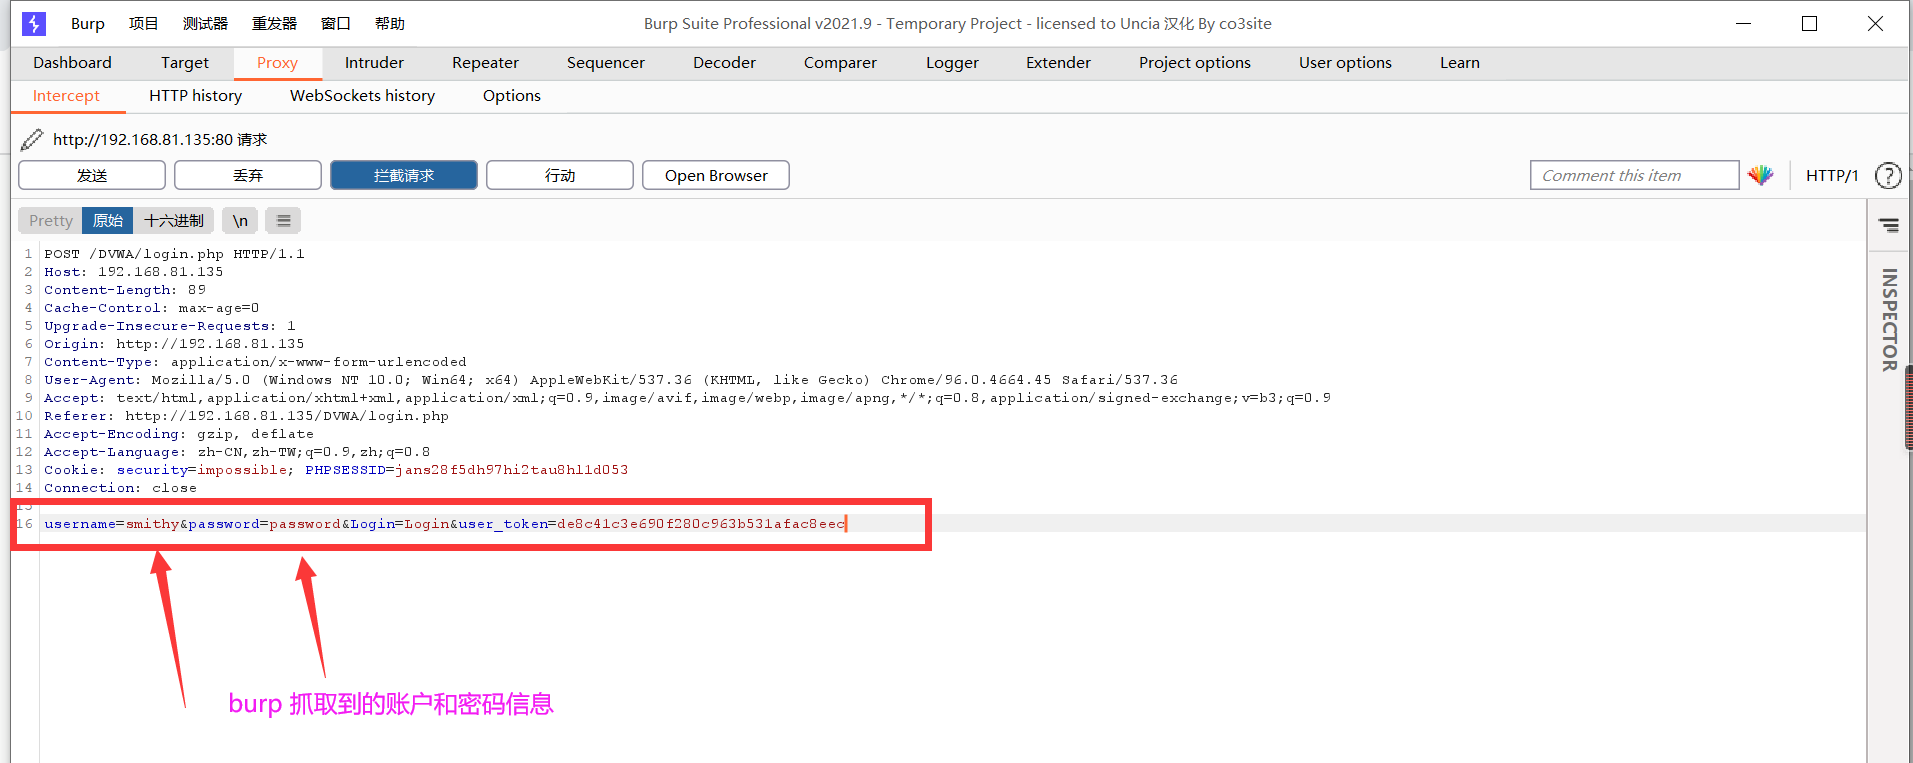 Burp 项目 测试器 重发器 窗口 帮助 Burp Suite Professional v2021.9 - Temporary Project - licensed to Uncia 汉化 By co3site
Dashboard Target Proxy Intruder Repeater Sequencer Decoder Comparer Logger Extender Project options User options Learn
Intercept HTTP history WebSockets history Options
http://192.168.81.135:80 请求
发送 丢弃 拦截请求 行动 Open Browser Comment this item HTTP/1 ?
Pretty 原始 十六进制 \n
1 POST /DVWA/login.php HTTP/1.1
2 Host: 192.168.81.135
3 Content-Length: 89
4 Cache-Control: max-age=0
5 Upgrade-Insecure-Requests: 1
6 Origin: http://192.168.81.135
7 Content-Type: application/x-www-form-urlencoded
8 User-Agent: Mozilla/5.0 (Windows NT 10.0; Win64; x64) AppleWebKit/537.36 (KHTML, like Gecko) Chrome/96.0.4664.45 Safari/537.36
9 Accept: text/html,application/xhtml+xml,application/xml;q=0.9,image/avif,image/webp,image/apng,*/*;q=0.8,application/signed-exchange;v=b3;q=0.9
10 Referer: http://192.168.81.135/DVWA/login.php
11 Accept-Encoding: gzip, deflate
12 Accept-Language: zh-CN,zh-TW;q=0.9,zh;q=0.8
13 Cookie: security=impossible; PHPSESSID=jans28f5dh97hi2tau8hl1d053
14 Connection: close
15
16 username=smithy&password=password&Login=Login&user_token=de8c41c3e690f280c963b531afac8eec
INSPECTOR
burp 抓取到的账户和密码信息